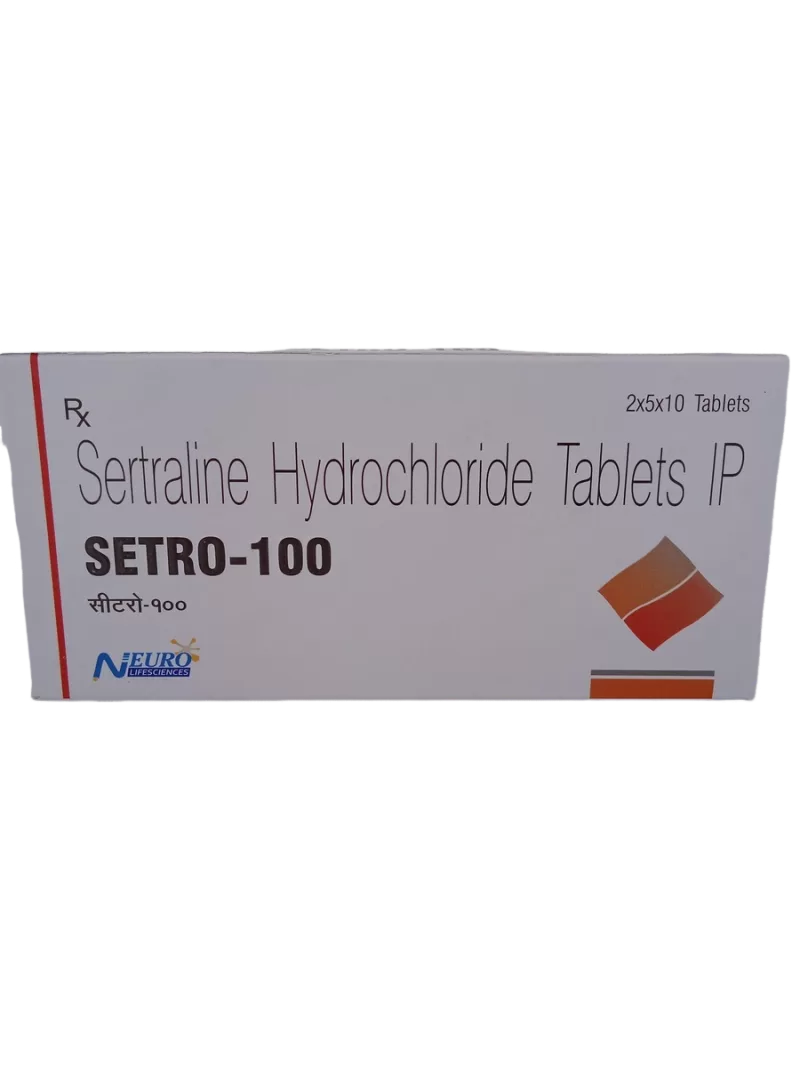 Rx
2x5x10 Tablets
Sertraline Hydrochloride Tablets IP
SETRO-100
सीटरो-१००
NEURO
LIFESCIENCES